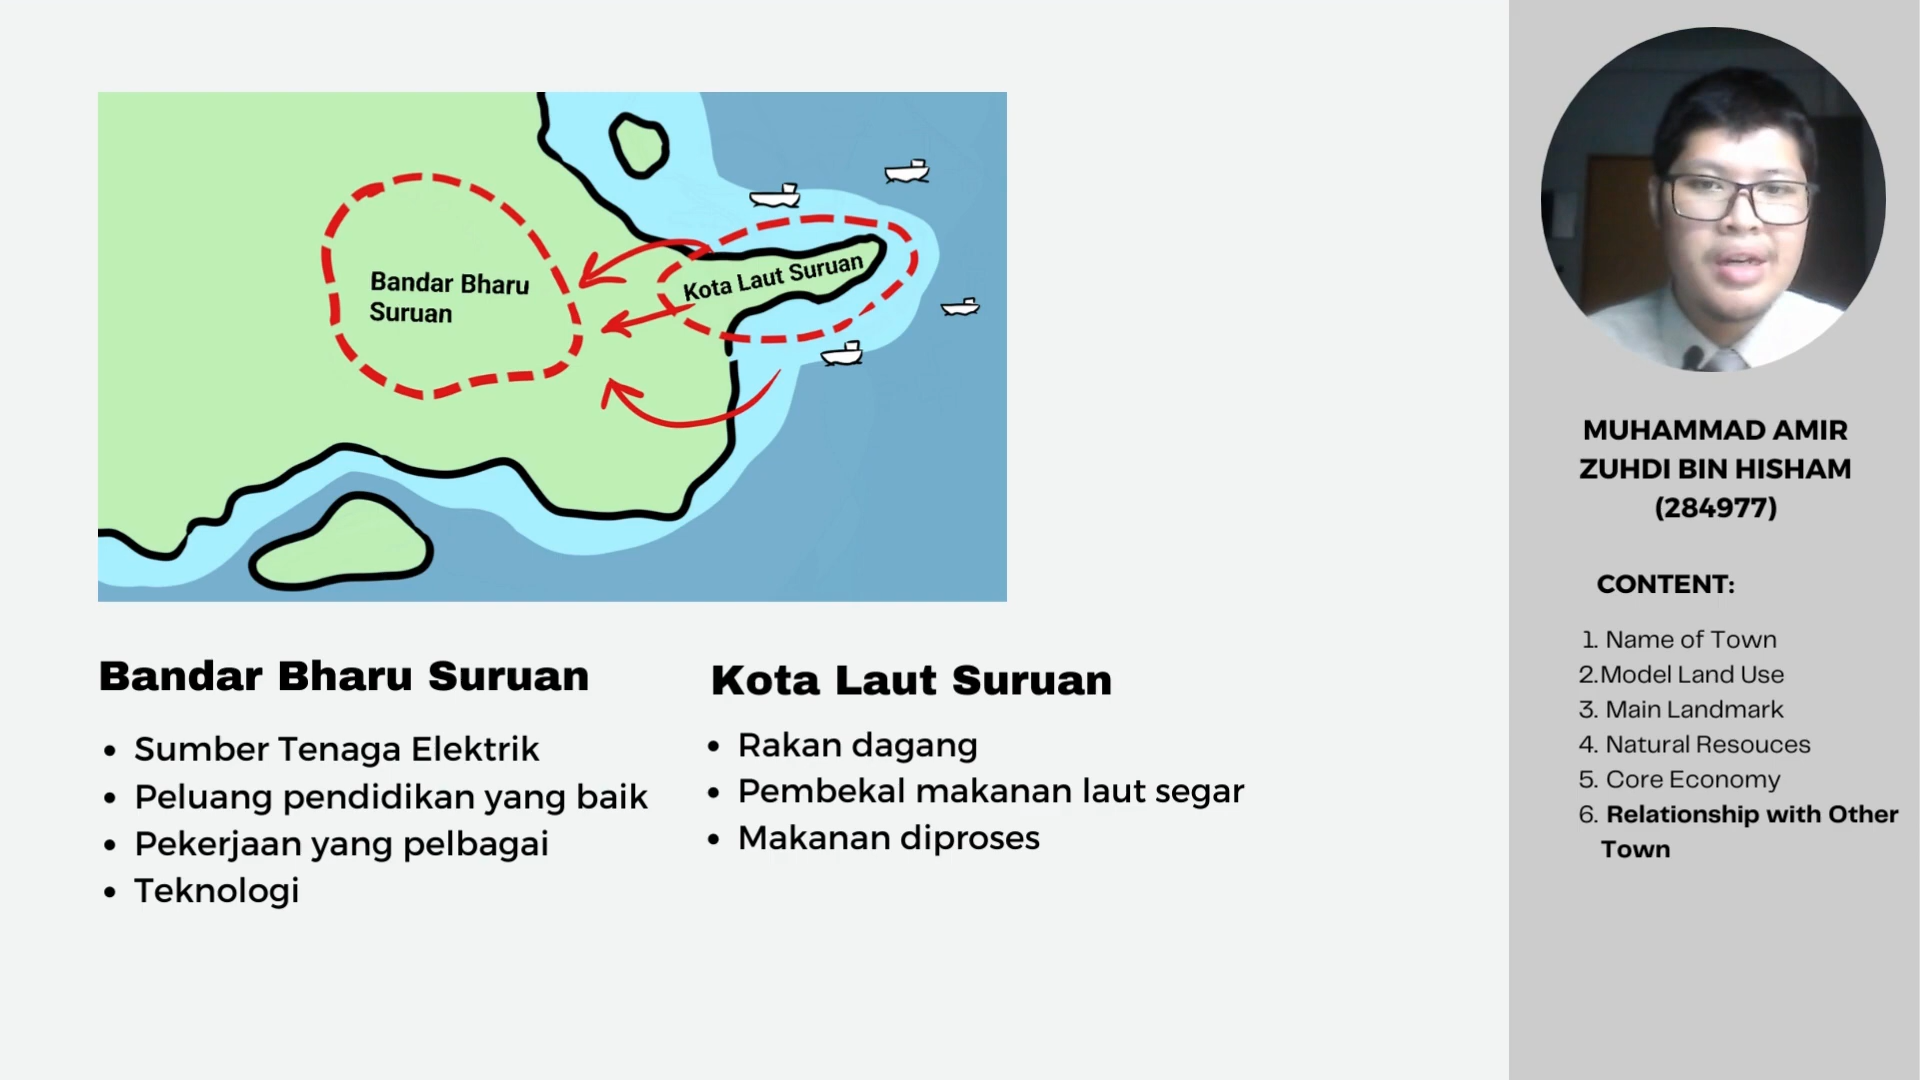 Bandar Bharu
Suruan
Kota Laut Suruan
Bandar Bharu Suruan
• Sumber Tenaga Elektrik
• Peluang pendidikan yang baik
• Pekerjaan yang pelbagai
• Teknologi
Kota Laut Suruan
• Rakan dagang
• Pembekal makanan laut segar
• Makanan diproses
MUHAMMAD AMIR
ZUHDI BIN HISHAM
(284977)
CONTENT:
1. Name of Town
2.Model Land Use
3. Main Landmark
4. Natural Resouces
5. Core Economy
6. Relationship with Other
Town